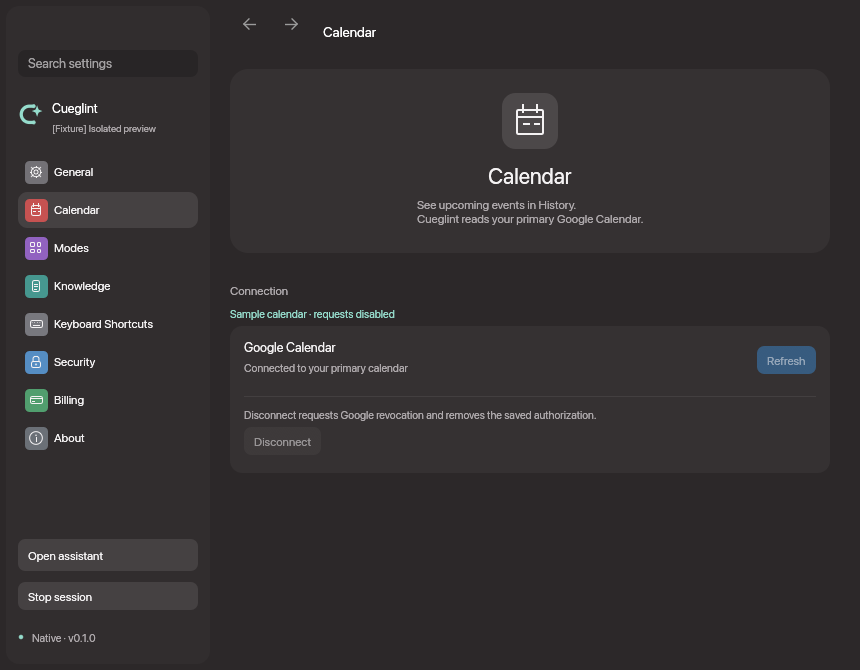 Search settings
Cueglint
[Fixture] Isolated preview
General
Calendar
Modes
Knowledge
Keyboard Shortcuts
Security
Billing
About
Open assistant
Stop session
Native · v0.1.0
Calendar
Calendar
See upcoming events in History.
Cueglint reads your primary Google Calendar.
Connection
Sample calendar · requests disabled
Google Calendar
Connected to your primary calendar
Refresh
Disconnect requests Google revocation and removes the saved authorization.
Disconnect